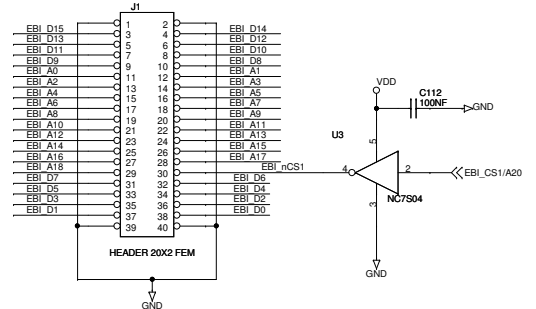 J1
1 2
EBI_D15 3 4 EBI_D14
EBI_D13 5 6 EBI_D12
EBI_D11 7 8 EBI_D10
EBI_D9 9 10 EBI_D8
EBI_A0 11 12 EBI_A1
EBI_A2 13 14 EBI_A3
EBI_A4 15 16 EBI_A5
EBI_A6 17 18 EBI_A7
EBI_A8 19 20 EBI_A9
EBI_A10 21 22 EBI_A11
EBI_A12 23 24 EBI_A13
EBI_A14 25 26 EBI_A15
EBI_A16 27 28 EBI_A17
EBI_A18 29 30 EBI_nCS1
EBI_D7 31 32 EBI_D6
EBI_D5 33 34 EBI_D4
EBI_D3 35 36 EBI_D2
EBI_D1 37 38 EBI_D0
39 40
HEADER 20X2 FEM
GND
VDD
C112
100NF
GND
U3
5
4 2
EBI_CS1/A20
NC7S04
3
GND